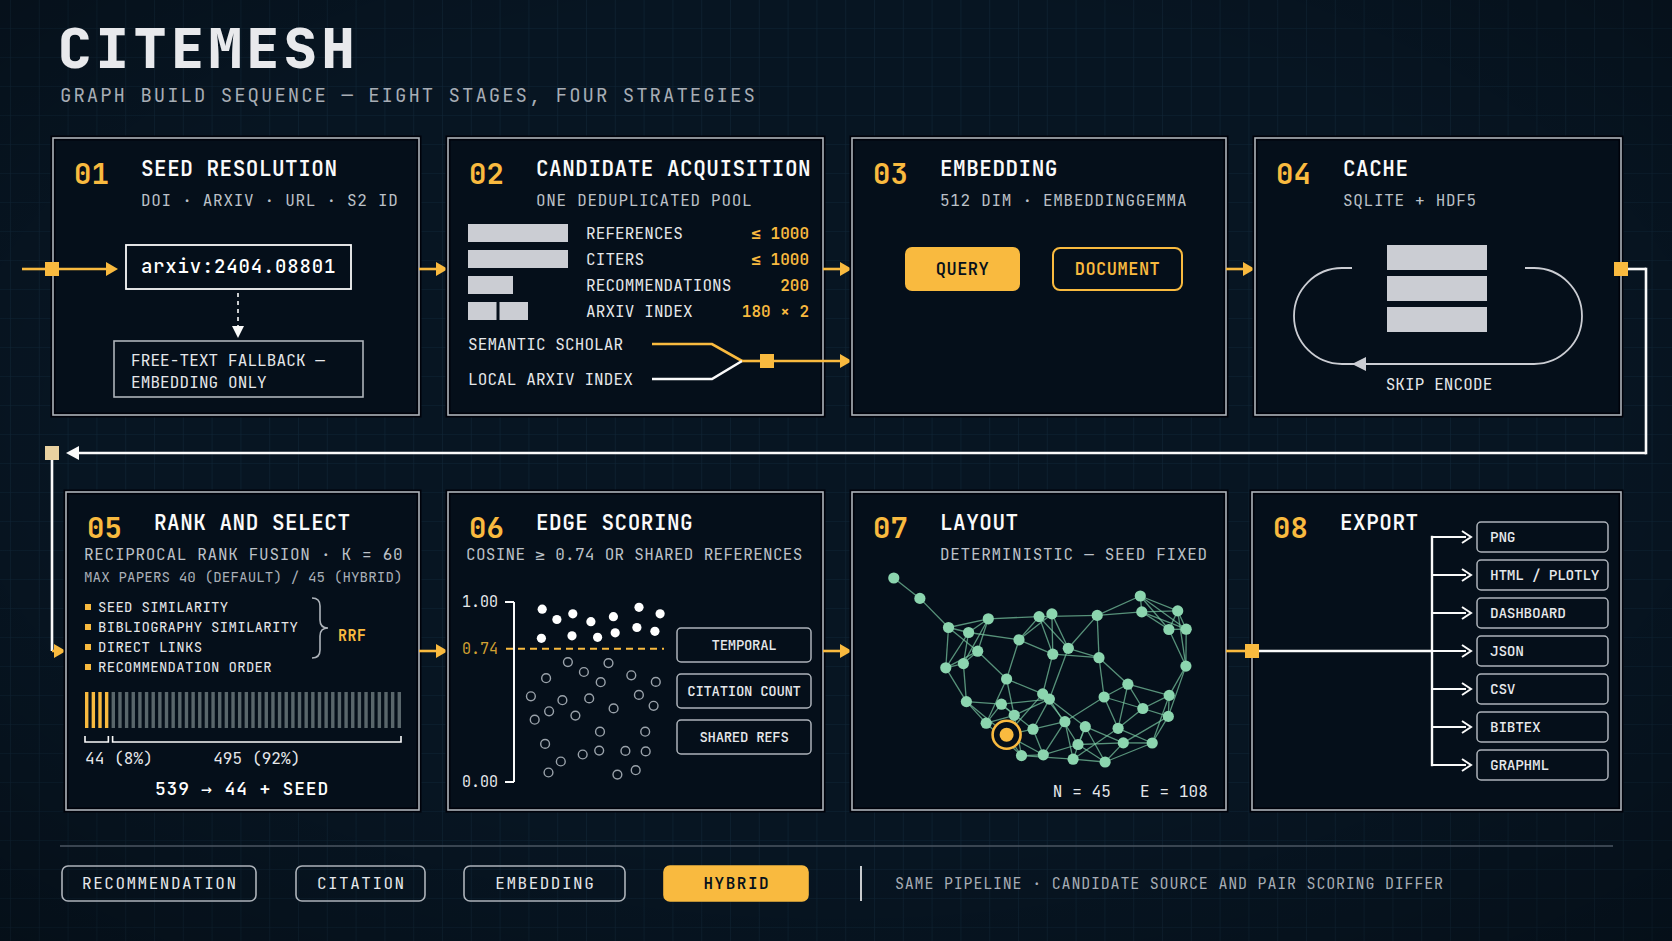 CITEMESH
GRAPH BUILD SEQUENCE — EIGHT STAGES, FOUR STRATEGIES
01 SEED RESOLUTION
DOI · ARXIV · URL · S2 ID
arxiv:2404.08801
FREE-TEXT FALLBACK —
EMBEDDING ONLY
02 CANDIDATE ACQUISITION
ONE DEDUPLICATED POOL
REFERENCES ≤ 1000
CITERS ≤ 1000
RECOMMENDATIONS 200
ARXIV INDEX 180 × 2
SEMANTIC SCHOLAR
LOCAL ARXIV INDEX
03 EMBEDDING
512 DIM · EMBEDDINGGEMMA
QUERY DOCUMENT
04 CACHE
SQLITE + HDF5
SKIP ENCODE
05 RANK AND SELECT
RECIPROCAL RANK FUSION · K = 60
MAX PAPERS 40 (DEFAULT) / 45 (HYBRID)
SEED SIMILARITY
BIBLIOGRAPHY SIMILARITY
DIRECT LINKS
RECOMMENDATION ORDER
RRF
44 (8%) 495 (92%)
539 → 44 + SEED
06 EDGE SCORING
COSINE ≥ 0.74 OR SHARED REFERENCES
1.00
0.74
0.00
TEMPORAL
CITATION COUNT
SHARED REFS
07 LAYOUT
DETERMINISTIC — SEED FIXED
N = 45 E = 108
08 EXPORT
PNG
HTML / PLOTLY
DASHBOARD
JSON
CSV
BIBTEX
GRAPHML
RECOMMENDATION CITATION EMBEDDING HYBRID SAME PIPELINE · CANDIDATE SOURCE AND PAIR SCORING DIFFER